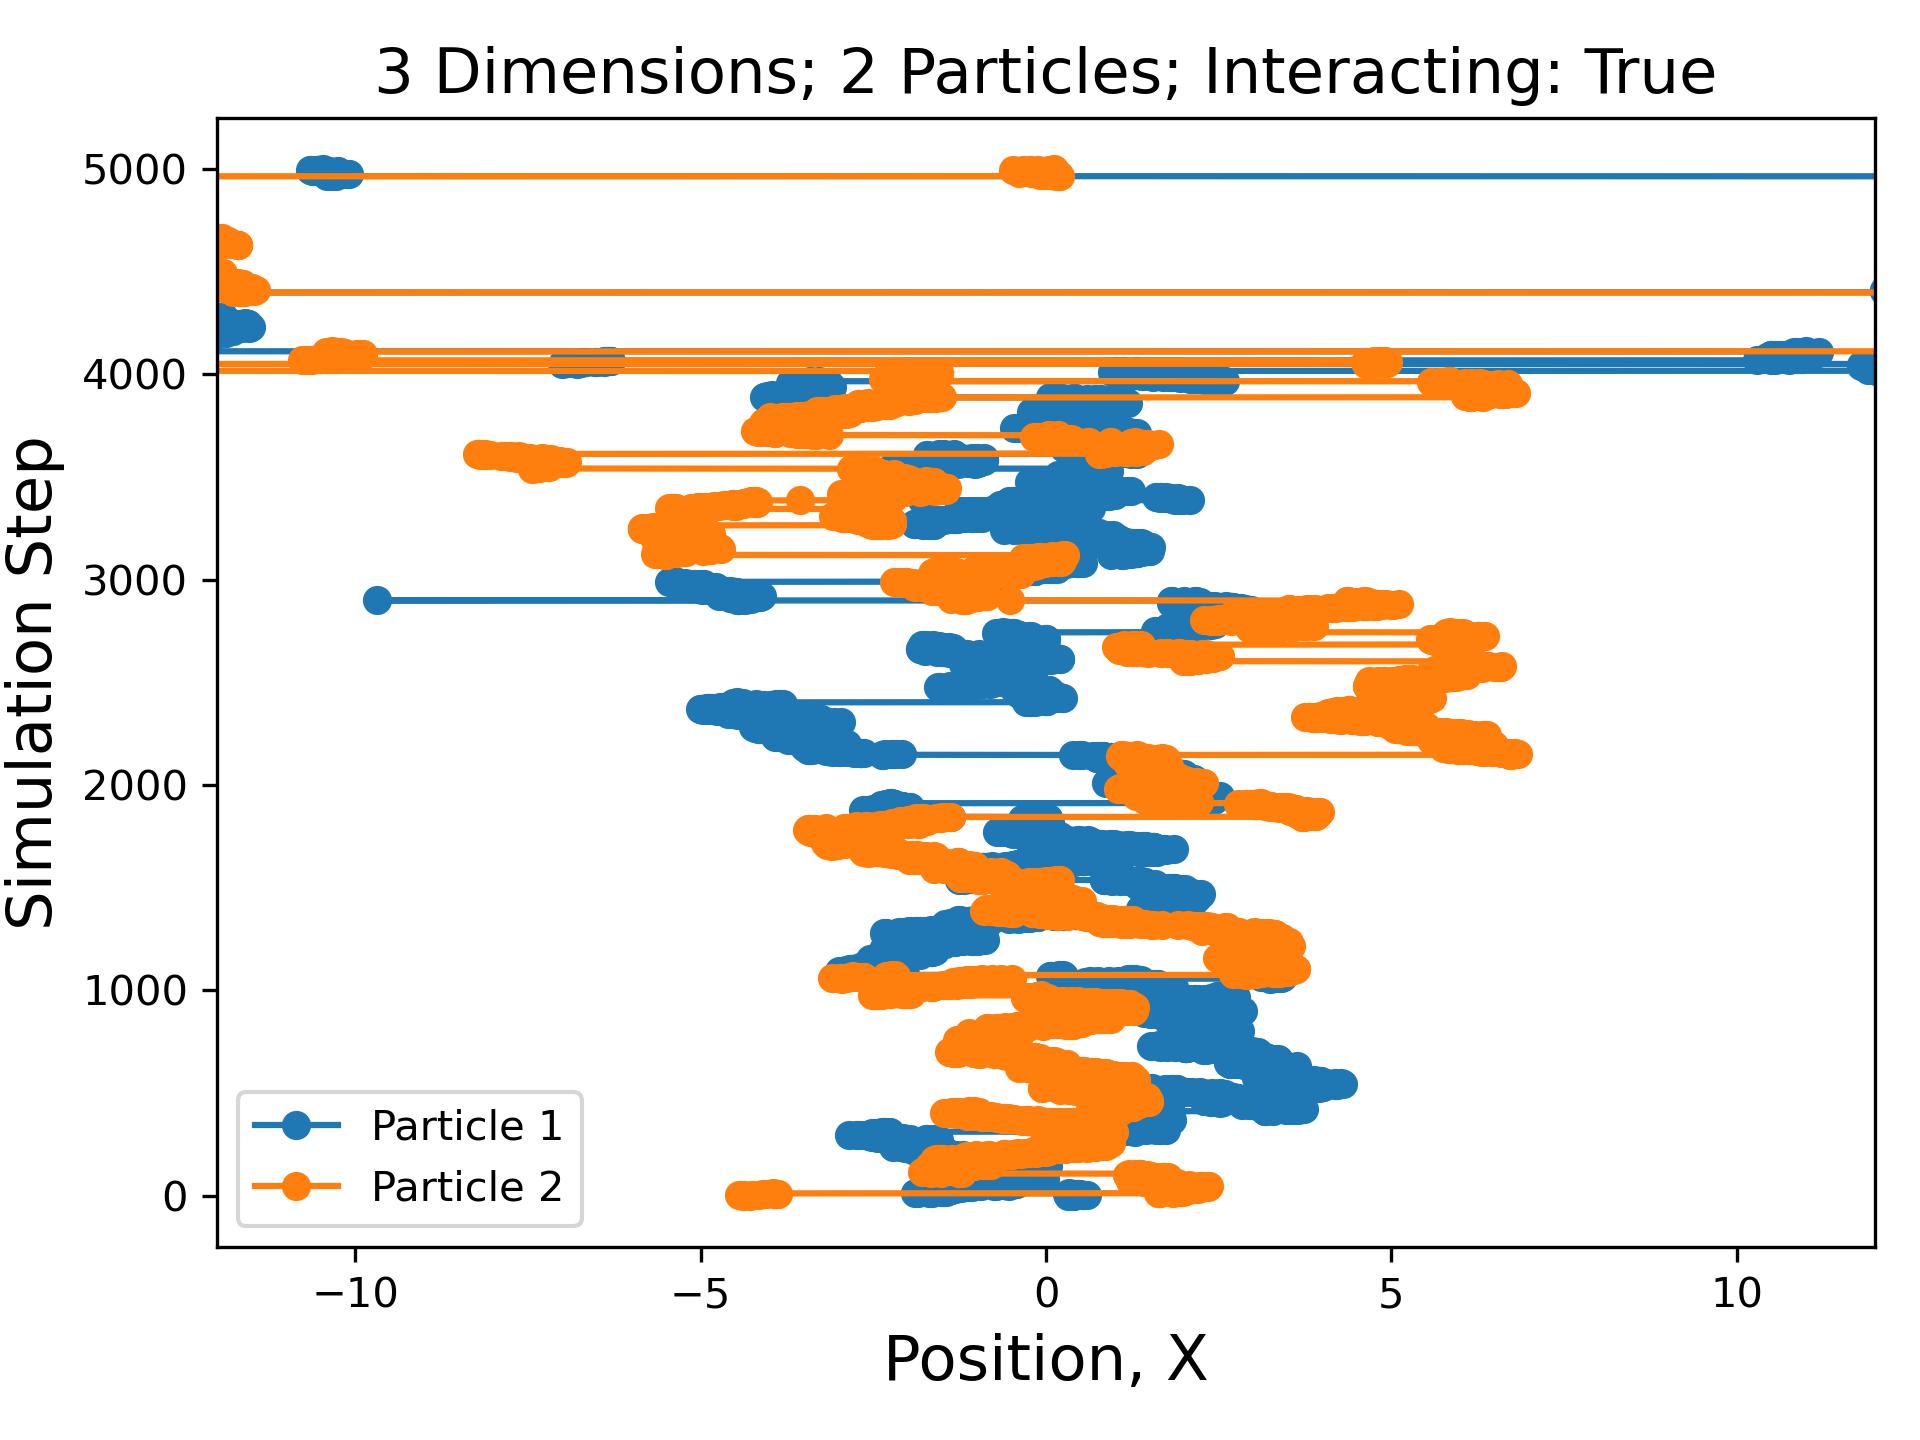 3 Dimensions; 2 Particles; Interacting: True
Simulation Step
5000
4000
3000
2000
1000
0
Particle 1
Particle 2
−10
−5
0
5
10
Position, X